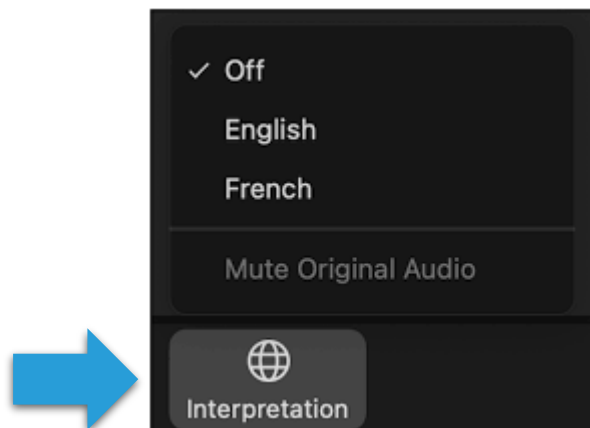 Off
English
French
Mute Original Audio
Interpretation